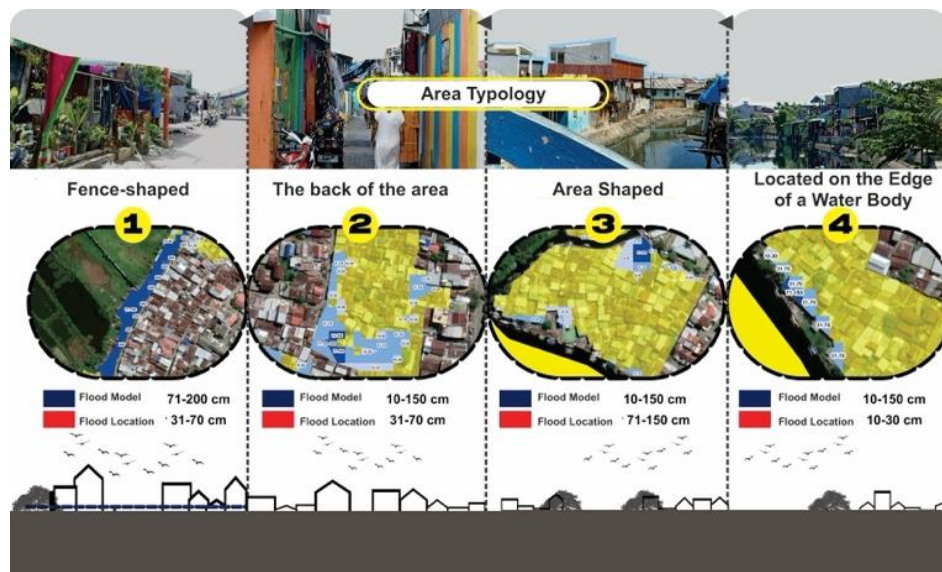 Area Typology
Fence-shaped
1
Flood Model 71-200 cm
Flood Location 31-70 cm
The back of the area
2
Flood Model 10-150 cm
Flood Location 31-70 cm
Area Shaped
3
Flood Model 10-150 cm
Flood Location 71-150 cm
Located on the Edge
of a Water Body
4
Flood Model 10-150 cm
Flood Location 10-30 cm